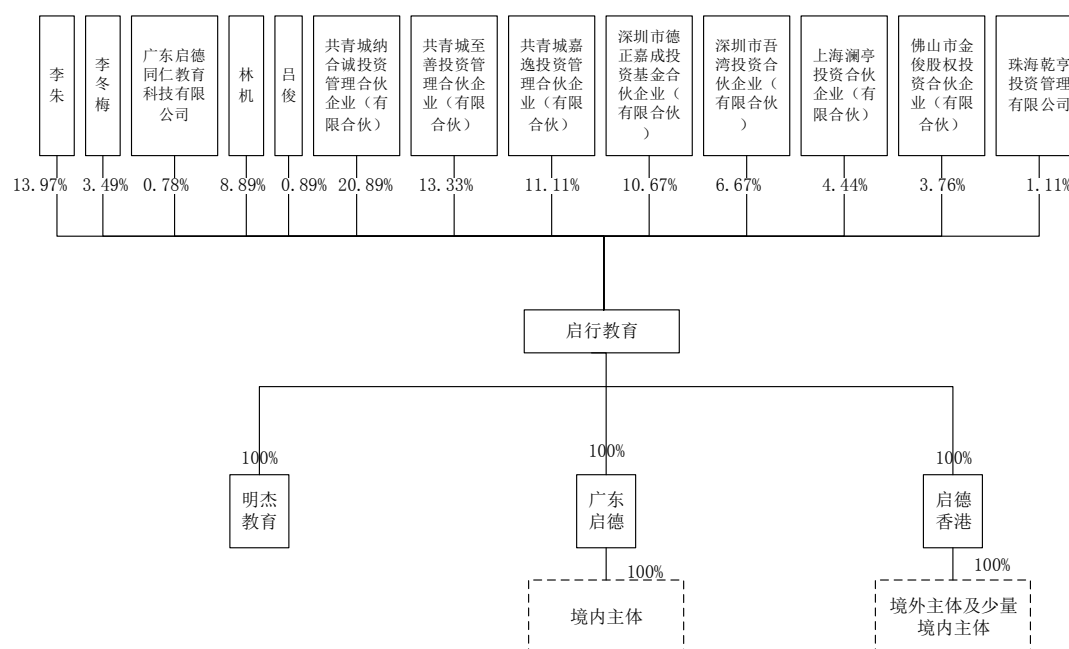 李
朱
李
冬
梅
广东启德
同仁教育
科技有限
公司
林
机
吕
俊
共青城纳
合诚投资
管理合伙
企业（有
限合伙）
共青城至
善投资管
理合伙企
业（有限
合伙）
共青城嘉
逸投资管
理合伙企
业（有限
合伙）
深圳市德
正嘉成投
资基金合
伙企业（
有限合伙
）
深圳市吾
湾投资合
伙企业（
有限合伙
）
上海澜亭
投资合伙
企业（有
限合伙）
佛山市金
俊股权投
资合伙企
业（有限
合伙）
珠海乾亨
投资管理
有限公司
13.97%
3.49%
0.78%
8.89%
0.89%
20.89%
13.33%
11.11%
10.67%
6.67%
4.44%
3.76%
1.11%
启行教育
100%
100%
100%
明杰
教育
广东
启德
启德
香港
100%
100%
境内主体
境外主体及少量
境内主体